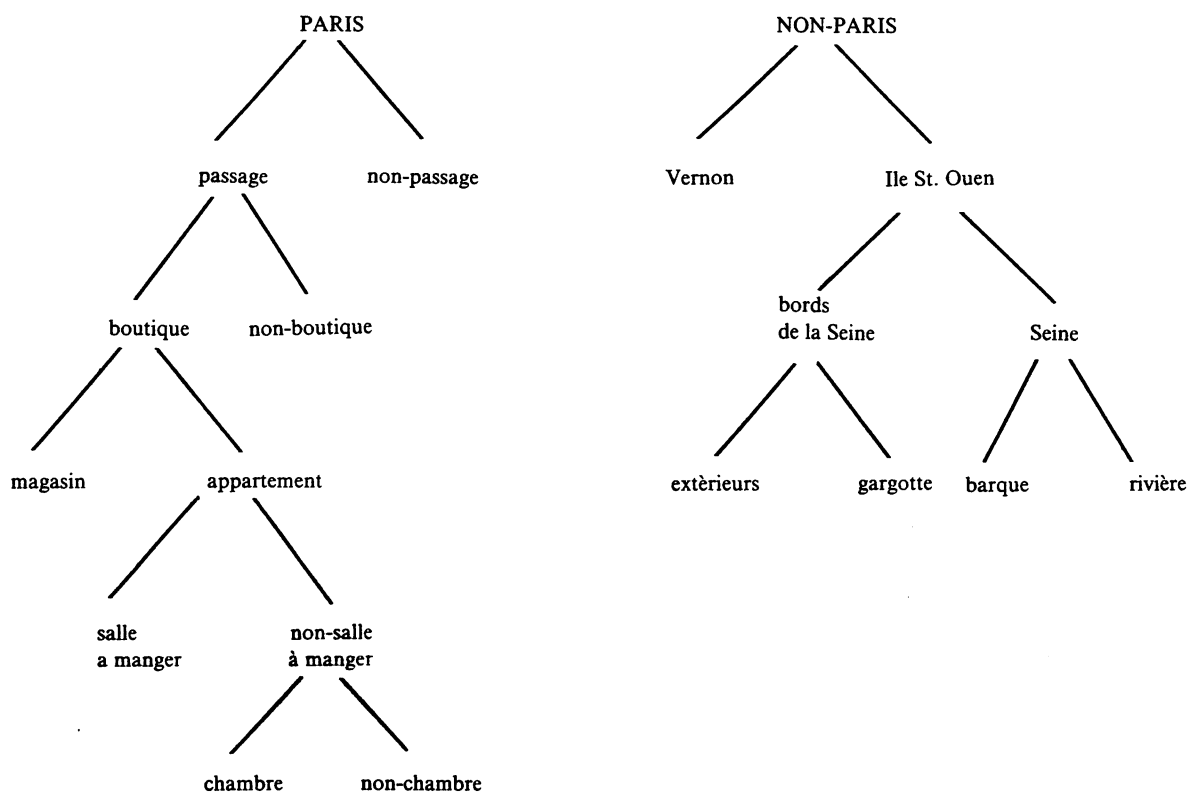 PARIS
NON-PARIS
passage
non-passage
Vernon
Ile St. Ouen
boutique
non-boutique
bords
de la Seine
Seine
magasin
appartement
extèrieurs
gargotte
barque
rivière
salle
a manger
non-salle
à manger
chambre
non-chambre